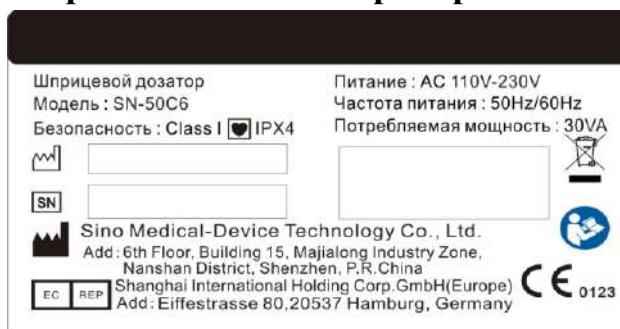 Шприцевой дозатор
Модель : SN-50C6
Безопасность : Class I IPX4
Питание : AC 110V-230V
Частота питания : 50Hz/60Hz
Потребляемая мощность : 30VA
SN
Sino Medical-Device Technology Co., Ltd.
Add : 6th Floor, Building 15, Majialong Industry Zone,
Nanshan District, Shenzhen, P.R.China
EC REP
Shanghai International Holding Corp.GmbH(Europe)
Add : Eiffestrasse 80,20537 Hamburg, Germany
CE 0123